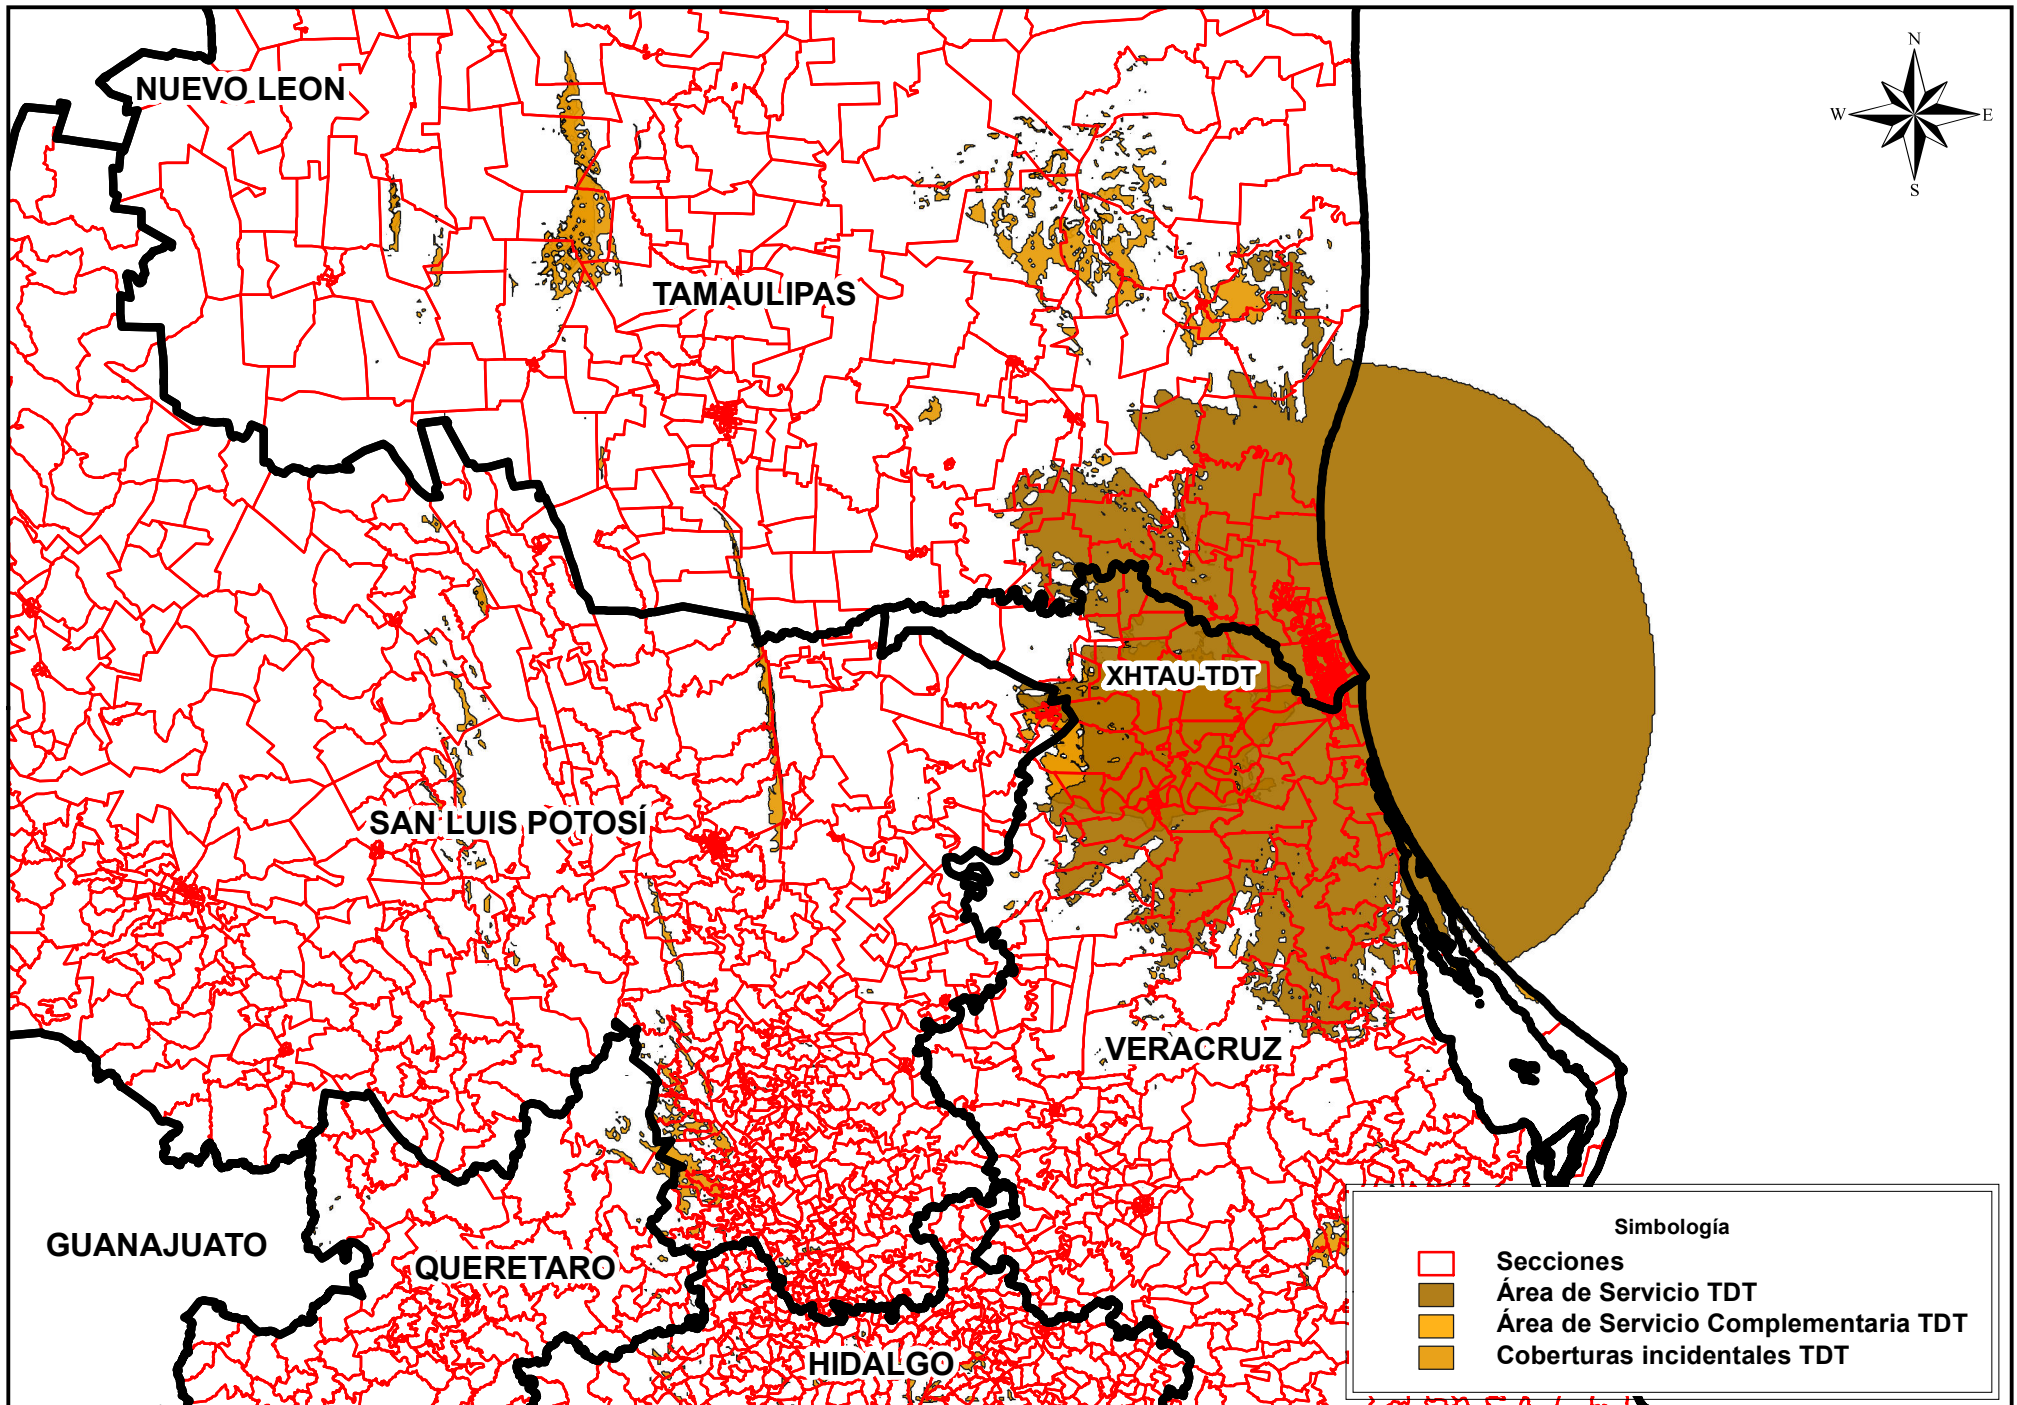 N
W E
S
NUEVO LEON
TAMAULIPAS
XHTAU-TDT
SAN LUIS POTOSÍ
VERACRUZ
GUANAJUATO
QUERETARO
HIDALGO
Simbología
Secciones
Área de Servicio TDT
Área de Servicio Complementaria TDT
Coberturas incidentales TDT